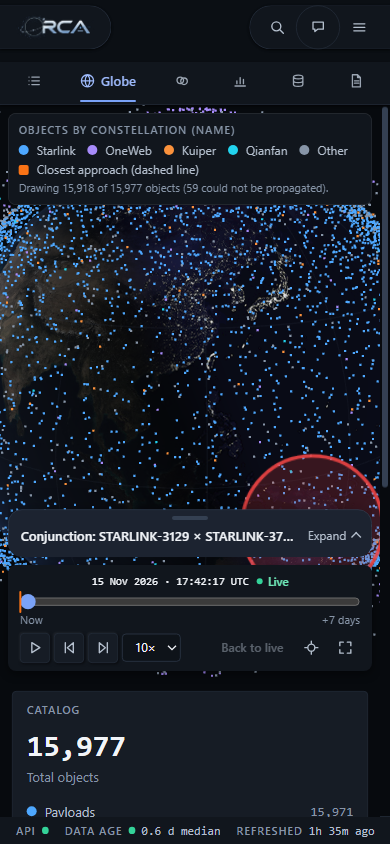 ORCA
Globe
OBJECTS BY CONSTELLATION (NAME)
Starlink OneWeb Kuiper Qianfan Other
Closest approach (dashed line)
Drawing 15,918 of 15,977 objects (59 could not be propagated).
Conjunction: STARLINK-3129 × STARLINK-37... Expand
15 Nov 2026 · 17:42:17 UTC Live
Now +7 days
10× Back to live
CATALOG
15,977
Total objects
Payloads 15,971
API DATA AGE 0.6 d median REFRESHED 1h 35m ago